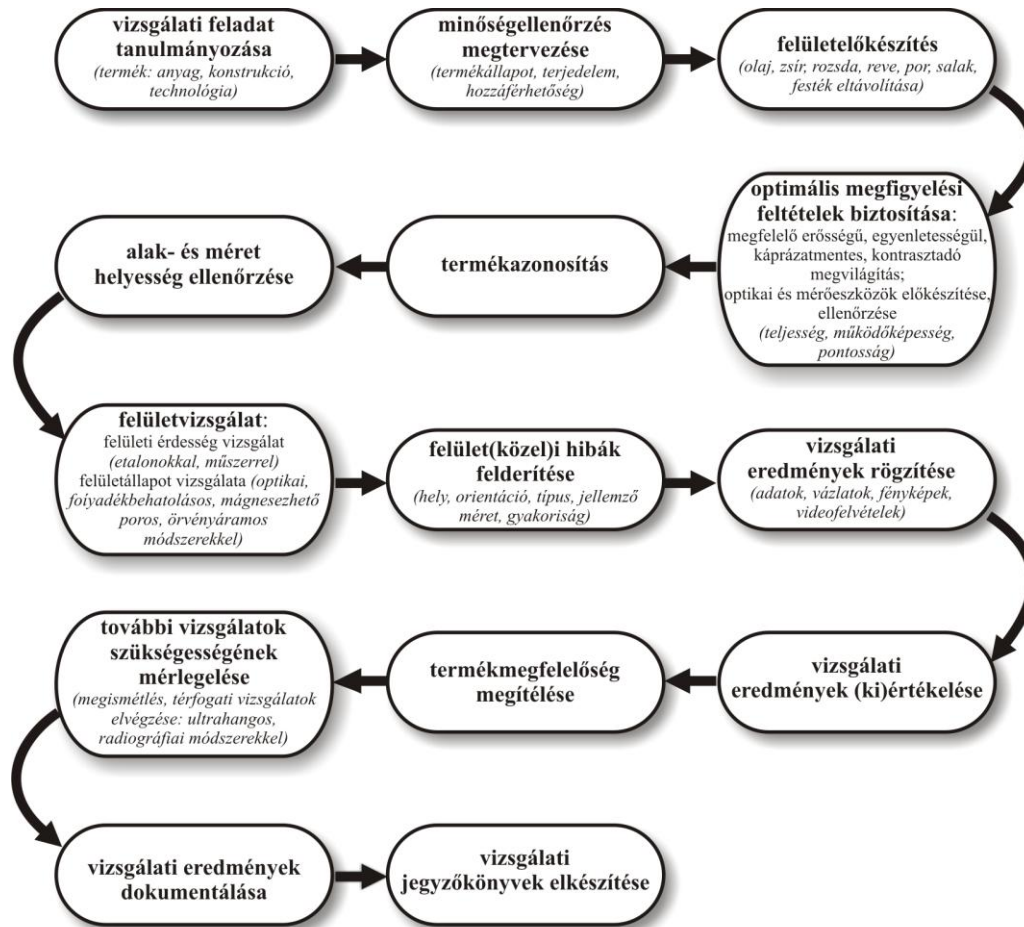 vizsgálati feladat
tanulmányozása
(termék: anyag, konstrukció,
technológia)
minőségellenőrzés
megtervezése
(termékállapot, terjedelem,
hozzáférhetőség)
felületelőkészítés
(olaj, zsír, rozsda, reve, por, salak,
festék eltávolítása)
optimális megfigyelési
feltételek biztosítása:
megfelelő erősségű, egyenletességül,
káprázatmentes, kontrasztadó
megvilágítás;
optikai és mérőeszközök előkészítése,
ellenőrzése
(teljesség, működőképesség,
pontosság)
termékazonosítás
alak- és méret
helyesség ellenőrzése
felületvizsgálat:
felületi érdesség vizsgálat
(etalonokkal, műszerrel)
felületállapot vizsgálata (optikai,
folyadékbehatolásos, mágnesezhető
poros, örvényáramos
módszerekkel)
felület(közel)i hibák
felderítése
(hely, orientáció, típus, jellemző
méret, gyakoriság)
vizsgálati
eredmények rögzítése
(adatok, vázlatok, fényképek,
videofelvételek)
vizsgálati
eredmények (ki)értékelése
termékmegfelelőség
megítélése
további vizsgálatok
szükségességének
mérlegelése
(megismétlés, térfogati vizsgálatok
elvégzése: ultrahangos,
radiográfiai módszerekkel)
vizsgálati eredmények
dokumentálása
vizsgálati
jegyzőkönyvek elkészítése